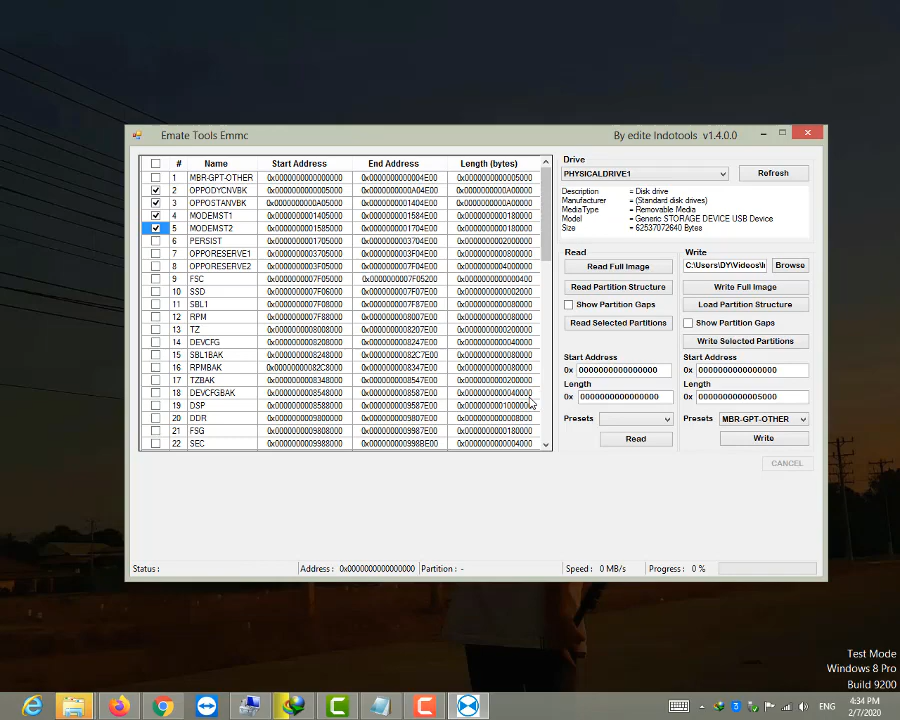 Emate Tools Emmc By edite Indotools v1.4.0.0
# Name Start Address End Address Length (bytes)
1 MBR-GPT-OTHER 0x0000000000000000 0x0000000000004E00 0x0000000000005000
2 OPPODYCNVBK 0x0000000000005000 0x0000000000A04E00 0x0000000000A00000
3 OPPOSTANVBK 0x0000000000A05000 0x0000000001404E00 0x0000000000A00000
4 MODEMST1 0x0000000001405000 0x0000000001584E00 0x0000000000180000
5 MODEMST2 0x0000000001585000 0x0000000001704E00 0x0000000000180000
6 PERSIST 0x0000000001705000 0x0000000003704E00 0x0000000002000000
7 OPPORESERVE1 0x0000000003705000 0x0000000003F04E00 0x0000000000800000
8 OPPORESERVE2 0x0000000003F05000 0x0000000007F04E00 0x0000000004000000
9 FSC 0x0000000007F05000 0x0000000007F05200 0x0000000000000400
10 SSD 0x0000000007F06000 0x0000000007F07E00 0x0000000000002000
11 SBL1 0x0000000007F08000 0x0000000007F87E00 0x0000000000080000
12 RPM 0x0000000007F88000 0x0000000008007E00 0x0000000000080000
13 TZ 0x0000000008008000 0x0000000008207E00 0x0000000000200000
14 DEVCFG 0x0000000008208000 0x0000000008247E00 0x0000000000040000
15 SBL1BAK 0x0000000008248000 0x00000000082C7E00 0x0000000000080000
16 RPMBAK 0x00000000082C8000 0x0000000008347E00 0x0000000000080000
17 TZBAK 0x0000000008348000 0x0000000008547E00 0x0000000000200000
18 DEVCFGBAK 0x0000000008548000 0x0000000008587E00 0x0000000000040000
19 DSP 0x0000000008588000 0x0000000009587E00 0x0000000001000000
20 DDR 0x0000000009800000 0x0000000009807E00 0x0000000000008000
21 FSG 0x0000000009808000 0x0000000009987E00 0x0000000000180000
22 SEC 0x0000000009988000 0x000000000998BE00 0x0000000000004000
Drive
PHYSICALDRIVE1 Refresh
Description = Disk drive
Manufacturer = (Standard disk drives)
MediaType = Removable Media
Model = Generic STORAGE DEVICE USB Device
Size = 62537072640 Bytes
Read Write
Read Full Image C:\Users\DY\Videos\h Browse
Read Partition Structure Write Full Image
Show Partition Gaps Load Partition Structure
Read Selected Partitions Show Partition Gaps
Write Selected Partitions
Start Address Start Address
0x 0000000000000000 0x 0000000000000000
Length Length
0x 0000000000000000 0x 0000000000005000
Presets Presets MBR-GPT-OTHER
Read Write
CANCEL
Status : Address : 0x0000000000000000 Partition : - Speed : 0 MB/s Progress : 0 %
Test Mode
Windows 8 Pro
Build 9200
ENG 4:34 PM
2/7/2020